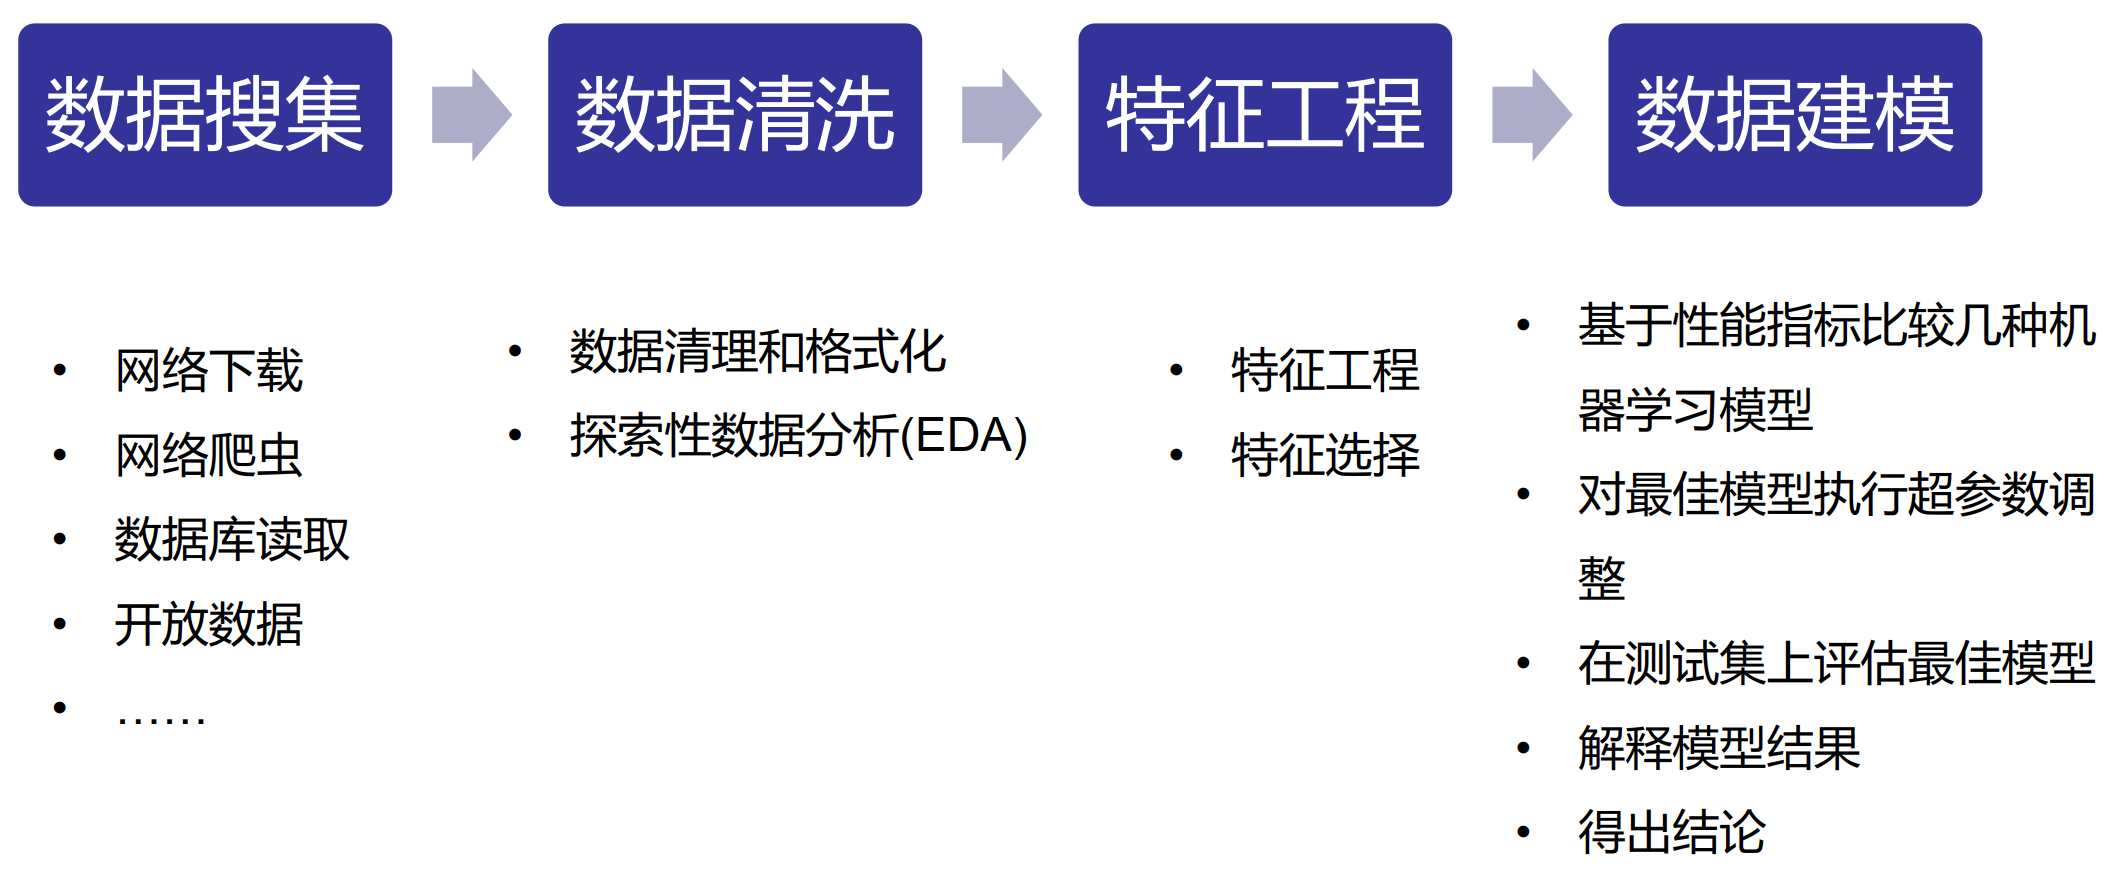 数据搜集
数据清洗
特征工程
数据建模
• 网络下载
• 网络爬虫
• 数据库读取
• 开放数据
• ……
• 数据清理和格式化
• 探索性数据分析(EDA)
• 特征工程
• 特征选择
• 基于性能指标比较几种机
器学习模型
• 对最佳模型执行超参数调
整
• 在测试集上评估最佳模型
• 解释模型结果
• 得出结论